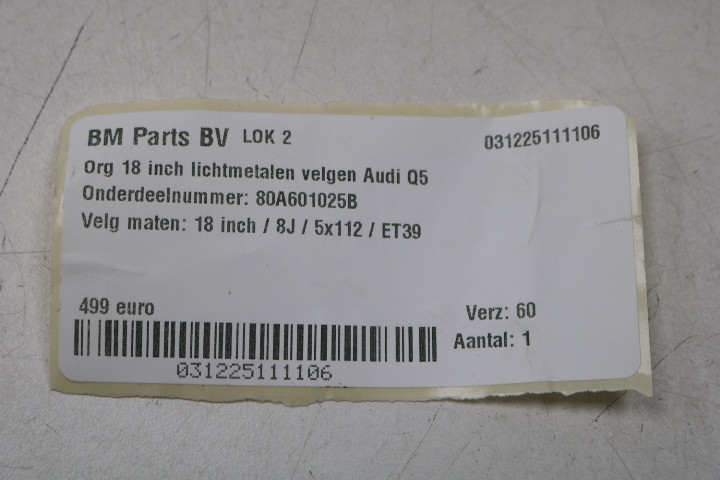 BM Parts BV LOK 2 031225111106
Org 18 inch lichtmetalen velgen Audi Q5
Onderdeelnummer: 80A601025B
Velg maten: 18 inch / 8J / 5x112 / ET39
499 euro Verz: 60
Aantal: 1
031225111106